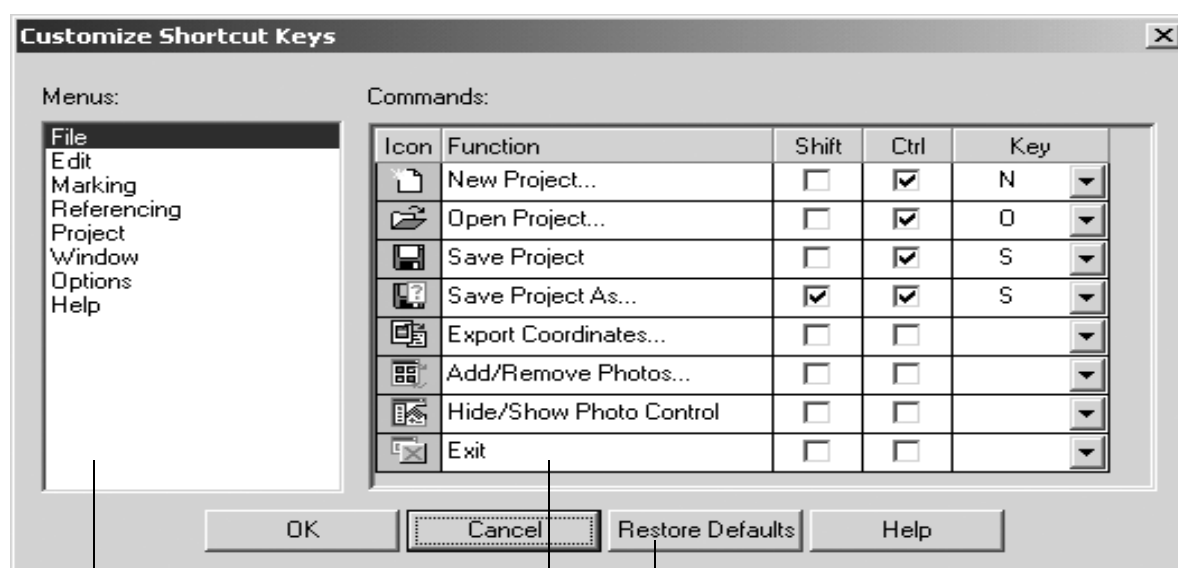 Customize Shortcut Keys
Menus:
Commands:
File
Edit
Marking
Referencing
Project
Window
Options
Help
Icon Function Shift Ctrl Key
New Project... N
Open Project... O
Save Project S
Save Project As... S
Export Coordinates...
Add/Remove Photos...
Hide/Show Photo Control
Exit
OK Cancel Restore Defaults Help